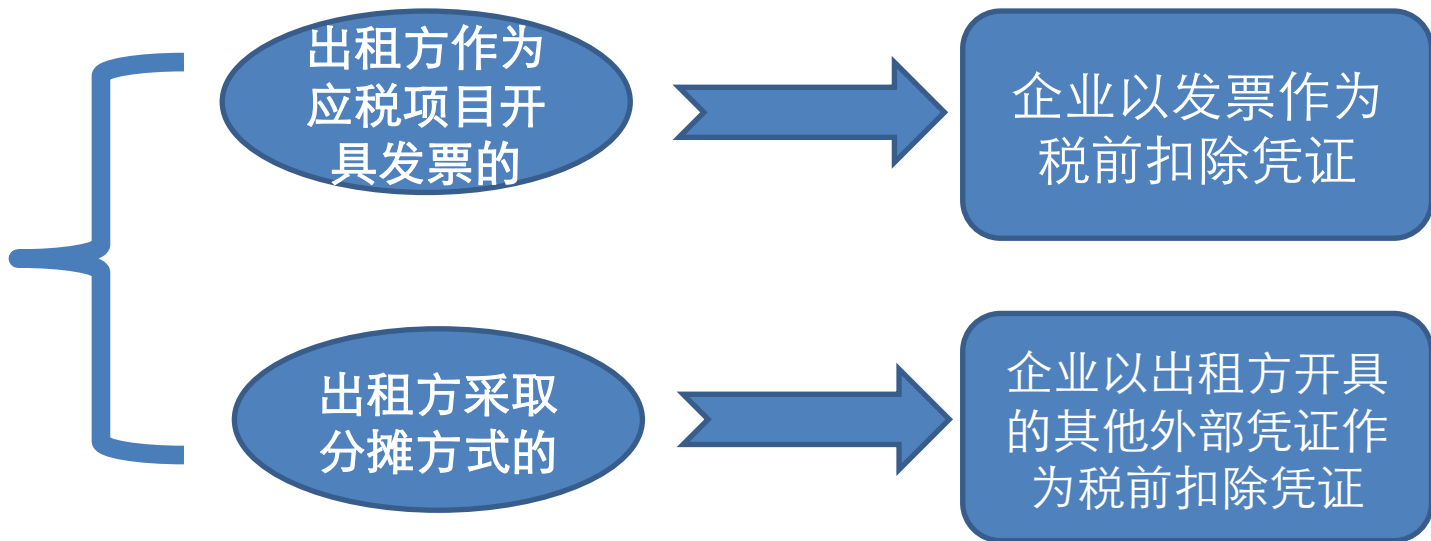 出租方作为
应税项目开
具发票的
企业以发票作为
税前扣除凭证
出租方采取
分摊方式的
企业以出租方开具
的其他外部凭证作
为税前扣除凭证